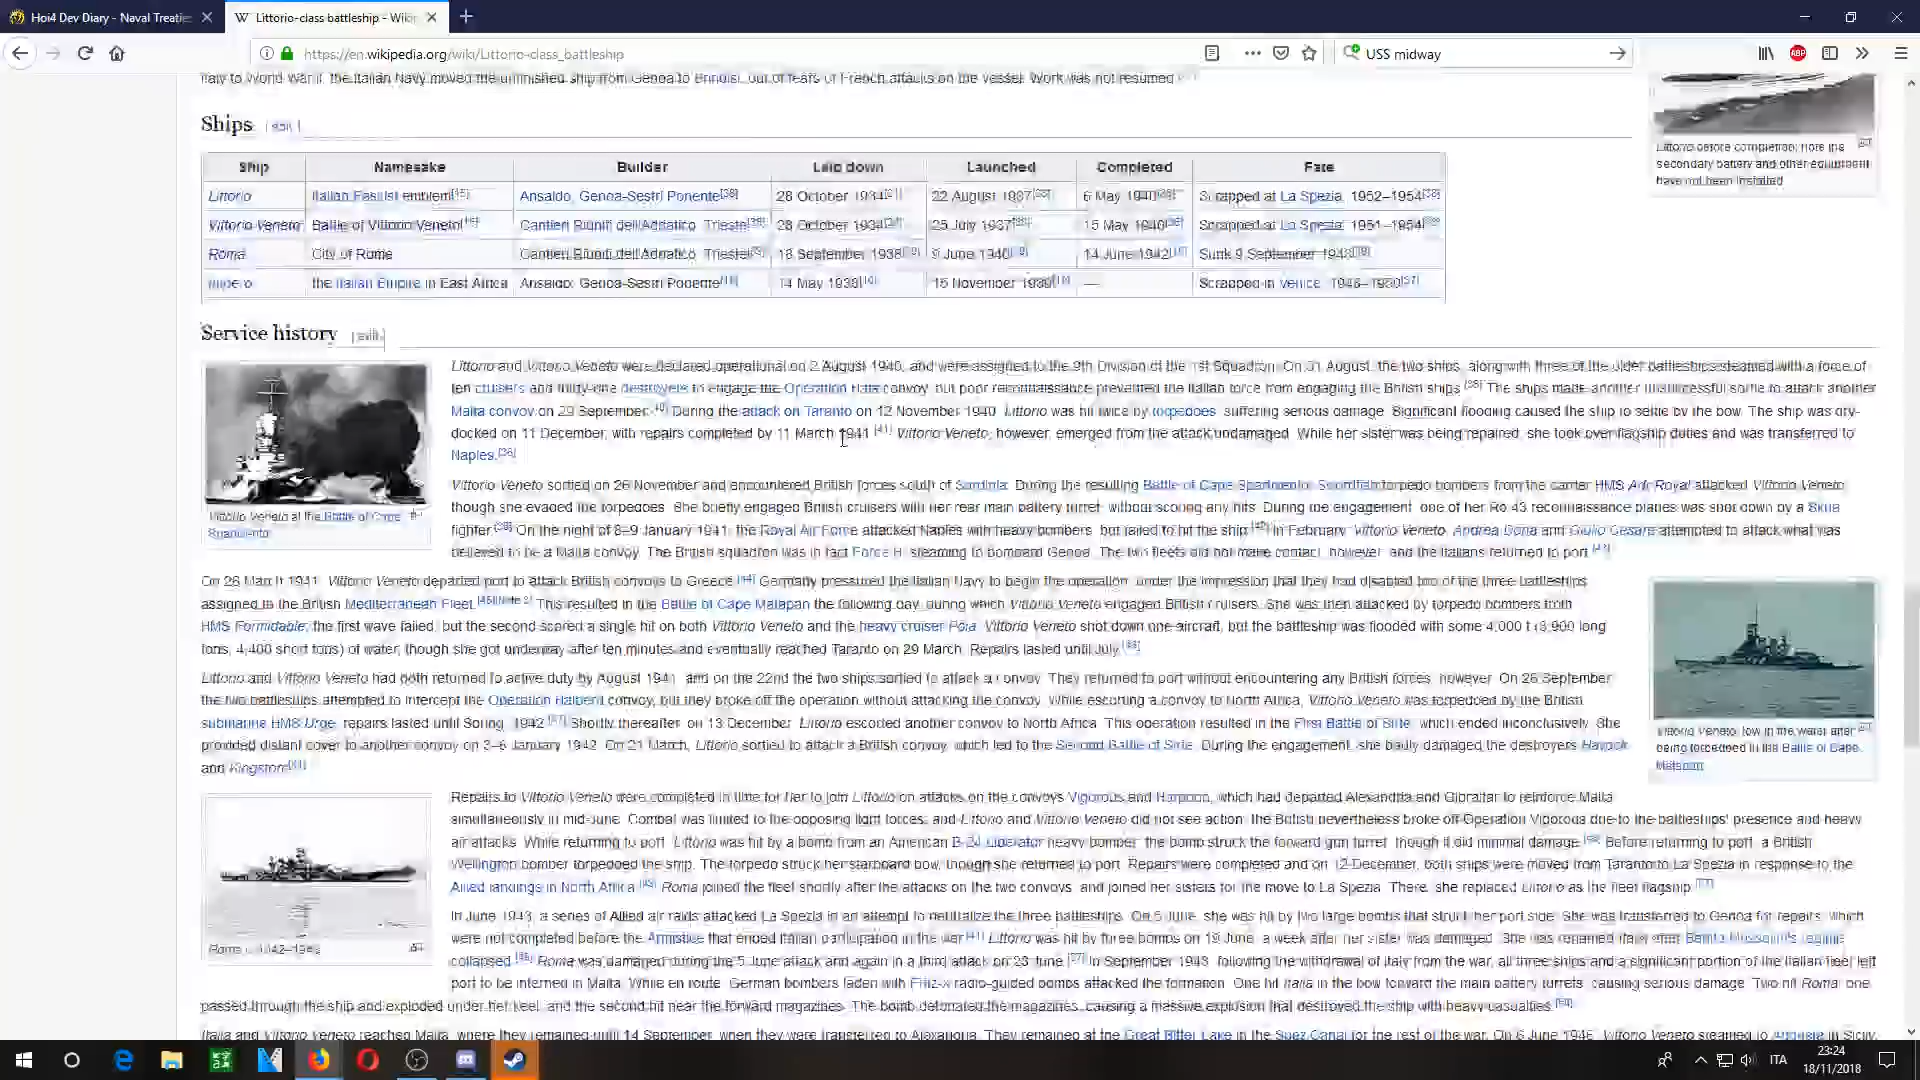 Hoi4 Dev Diary - Naval Treatie
Littorio-class battleship - Wiki
https://en.wikipedia.org/wiki/Littorio-class_battleship
USS midway
Italy to World War II, the Italian Navy moved the unfinished ship from Genoa to Brindisi out of fears of French attacks on the vessel. Work was not resumed
Ships [edit]
Ship Namesake Builder Laid down Launched Completed Fate
Littorio Italian Fascist emblem Ansaldo, Genoa-Sestri Ponente 28 October 1934 22 August 1937 6 May 1940 Scrapped at La Spezia, 1952–1954
Vittorio Veneto Battle of Vittorio Veneto Cantieri Riuniti dell'Adriatico, Trieste 28 October 1934 25 July 1937 15 May 1940 Scrapped at La Spezia, 1951–1954
Roma City of Rome Cantieri Riuniti dell'Adriatico, Trieste 18 September 1938 9 June 1940 14 June 1942 Sunk 9 September 1943
Impero the Italian Empire in East Africa Ansaldo, Genoa-Sestri Ponente 14 May 1938 15 November 1939 — Scrapped in Venice,
Littorio before completion; note the
secondary battery and other equipment
have not been installed
Service history [edit]
Littorio and Vittorio Veneto were declared operational on 2 August 1940, and were assigned to the 9th Division of the 1st Squadron. On 31 August, the two ships, along with three of the older battleships steamed with a force of
ten cruisers and thirty-one destroyers to engage the Operation Hats convoy, but poor reconnaissance prevented the Italian force from engaging the British ships. The ships made another unsuccessful sortie to attack another
Malta convoy on 29 September. During the attack on Taranto on 12 November 1940, Littorio was hit twice by torpedoes, suffering serious damage. Significant flooding caused the ship to settle by the bow. The ship was dry-
docked on 11 December, with repairs completed by 11 March 1941.[41] Vittorio Veneto, however, emerged from the attack undamaged. While her sister was being repaired, she took over flagship duties and was transferred to
Naples.
Vittorio Veneto at the Battle of Cape
Spartivento
Vittorio Veneto sortied on 26 November and encountered British forces south of Sardinia. During the resulting Battle of Cape Spartivento, Swordfish torpedo bombers from the carrier HMS Ark Royal attacked Vittorio Veneto
though she evaded the torpedoes. She briefly engaged British cruisers with her rear main battery turret, without scoring any hits. During the engagement, one of her Ro.43 reconnaissance planes was shot down by a Skua
fighter. On the night of 8–9 January 1941, the Royal Air Force attacked Naples with heavy bombers, but failed to hit the ship. In February, Vittorio Veneto, Andrea Doria and Giulio Cesare attempted to attack what was
believed to be a Malta convoy. The British squadron was in fact Force H, steaming to bombard Genoa. The two fleets did not make contact, however, and the Italians returned to port.
On 26 March 1941, Vittorio Veneto departed port to attack British convoys to Greece.[44] Germany pressured the Italian Navy to begin the operation, under the impression that they had disabled two of the three battleships
assigned to the British Mediterranean Fleet. This resulted in the Battle of Cape Matapan the following day, during which Vittorio Veneto engaged British cruisers. She was then attacked by torpedo bombers from
HMS Formidable; the first wave failed, but the second scored a single hit on both Vittorio Veneto and the heavy cruiser Pola. Vittorio Veneto shot down one aircraft, but the battleship was flooded with some 4,000 t (3,900 long
tons; 4,400 short tons) of water, though she got underway after ten minutes and eventually reached Taranto on 29 March. Repairs lasted until July.
Vittorio Veneto, low in the water after
being torpedoed in the Battle of Cape
Matapan
Littorio and Vittorio Veneto had both returned to active duty by August 1941, and on the 22nd the two ships sortied to attack a convoy. They returned to port without encountering any British forces, however. On 26 September
the two battleships attempted to intercept the Operation Halberd convoy, but they broke off the operation without attacking the convoy. While escorting a convoy to North Africa, Vittorio Veneto was torpedoed by the British
submarine HMS Urge; repairs lasted until Spring, 1942. Shortly thereafter, on 13 December, Littorio escorted another convoy to North Africa. This operation resulted in the First Battle of Sirte, which ended inconclusively. She
provided distant cover to another convoy on 3–6 January 1942. On 21 March, Littorio sortied to attack a British convoy, which led to the Second Battle of Sirte. During the engagement, she badly damaged the destroyers Havock
and Kingston.
Repairs to Vittorio Veneto were completed in time for her to join Littorio on attacks on the convoys Vigorous and Harpoon, which had departed Alexandria and Gibraltar to reinforce Malta
simultaneously in mid-June. Combat was limited to the opposing light forces, and Littorio and Vittorio Veneto did not see action. The British nevertheless broke off Operation Vigorous due to the battleships' presence and heavy
air attacks. While returning to port, Littorio was hit by a bomb from an American B-24 Liberator heavy bomber; the bomb struck the forward gun turret, though it did minimal damage. Before returning to port, a British
Wellington bomber torpedoed the ship. The torpedo struck her starboard bow, though she returned to port. Repairs were completed and on 12 December, both ships were moved from Taranto to La Spezia in response to the
Allied landings in North Africa. Roma joined the fleet shortly after the attacks on the two convoys, and joined her sisters for the move to La Spezia. There, she replaced Littorio as the fleet flagship.
Roma
In June 1943, a series of Allied air raids attacked La Spezia in an attempt to neutralize the three battleships. On 5 June, she was hit by two large bombs that struck her port side. She was transferred to Genoa for repairs, which
were not completed before the Armistice that ended Italian participation in the war. Littorio was hit by three bombs on 19 June, a week after her sister was damaged. She was renamed Italia after Benito Mussolini's regime
collapsed. Roma was damaged during the 5 June attack and again in a third attack on 23 June. In September 1943, following the withdrawal of Italy from the war, all three ships and a significant portion of the Italian fleet left
port to be interned in Malta. While en route, German bombers laden with Fritz-X radio-guided bombs attacked the formation. One hit Italia in the bow toward the main battery turrets, causing serious damage. Two hit Roma; one
passed through the ship and exploded under her keel, and the second hit near the forward magazines. The bomb detonated the magazines, causing a massive explosion that destroyed the ship with heavy casualties.
Italia and Vittorio Veneto reached Malta, where they remained until 14 September, when they were transferred to Alexandria. They remained at the Great Bitter Lake in the Suez Canal for the rest of the war. On 6 June 1946, Vittorio Veneto steamed to Augusta in Sicily,
ITA
23:24
18/11/2018